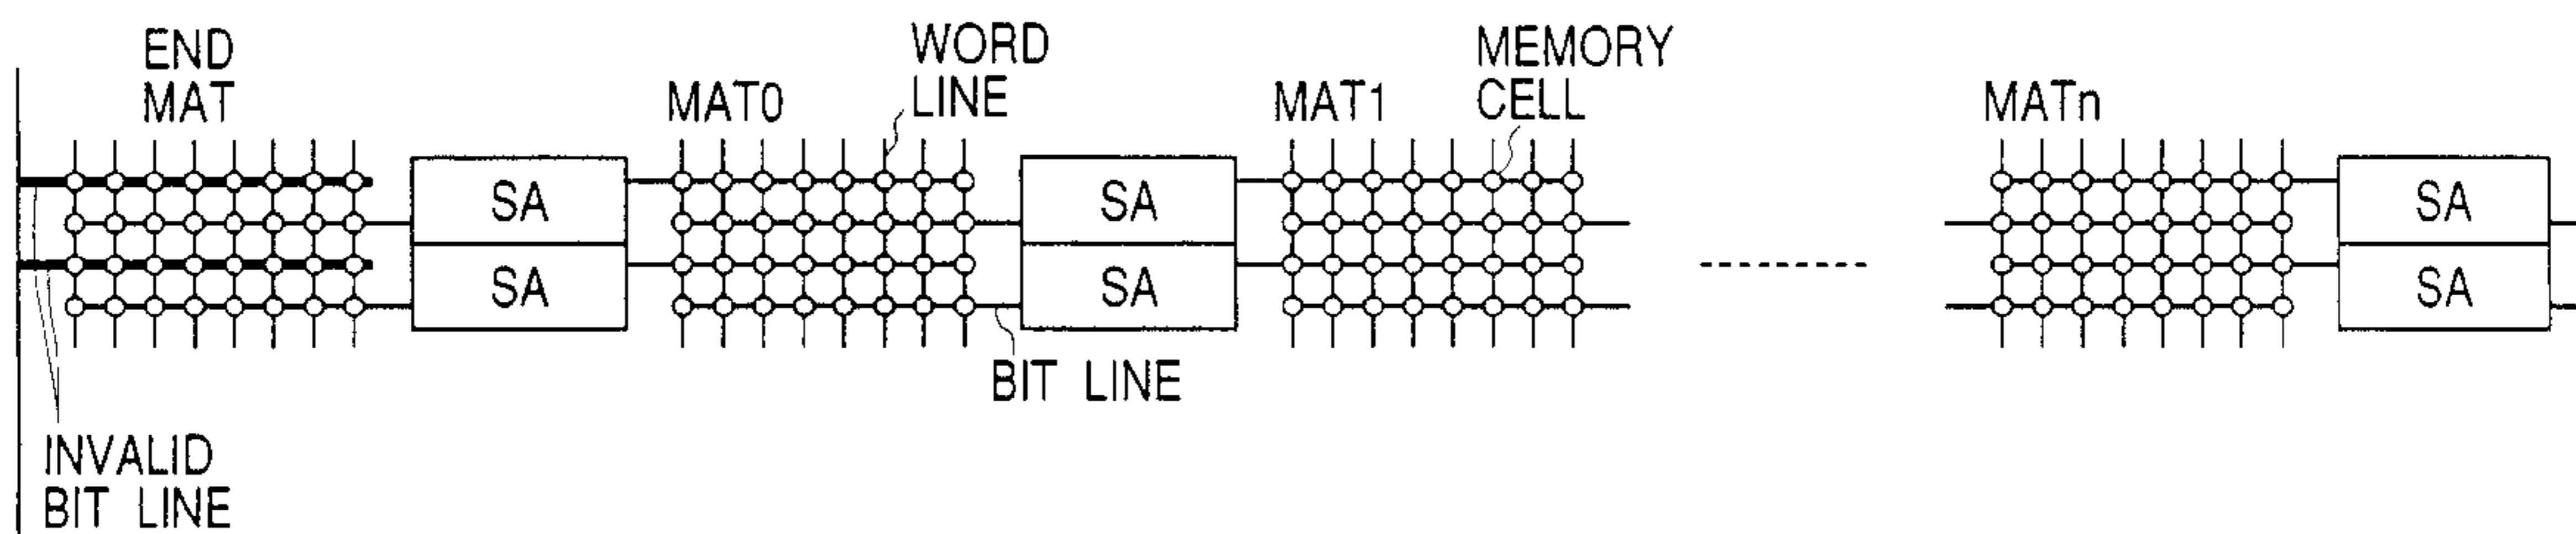 END
MAT
MAT0
WORD
LINE
MAT1
MEMORY
CELL
MATn
SA
SA
SA
SA
SA
SA
BIT LINE
INVALID
BIT LINE